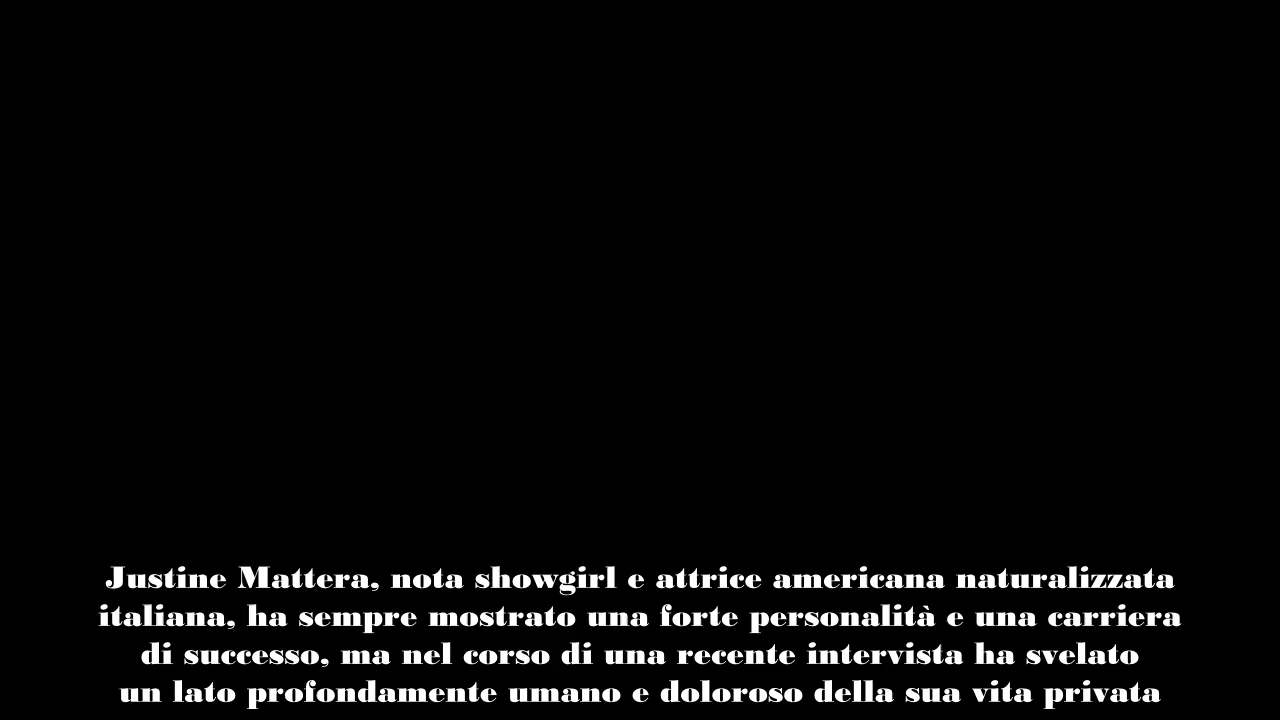 Justine Mattera, nota showgirl e attrice americana naturalizzata
italiana, ha sempre mostrato una forte personalità e una carriera
di successo, ma nel corso di una recente intervista ha svelato
un lato profondamente umano e doloroso della sua vita privata